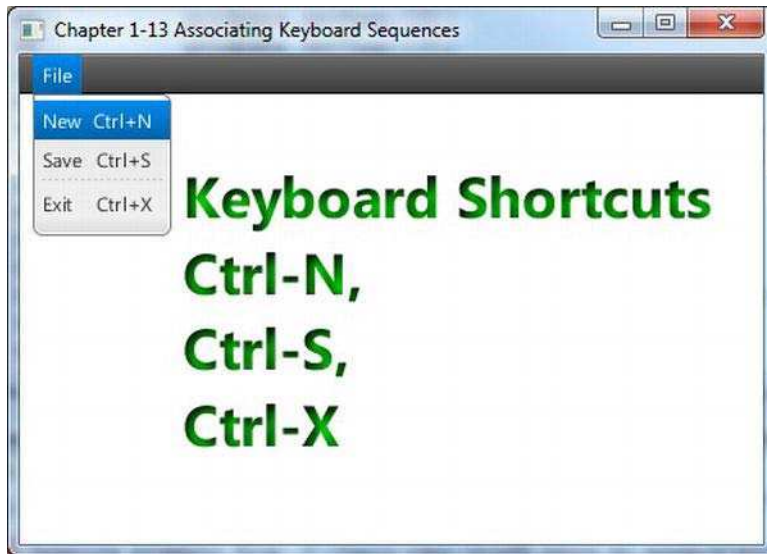 Chapter 1-13 Associating Keyboard Sequences
File
New Ctrl+N
Save Ctrl+S
Exit Ctrl+X
Keyboard Shortcuts
Ctrl-N,
Ctrl-S,
Ctrl-X